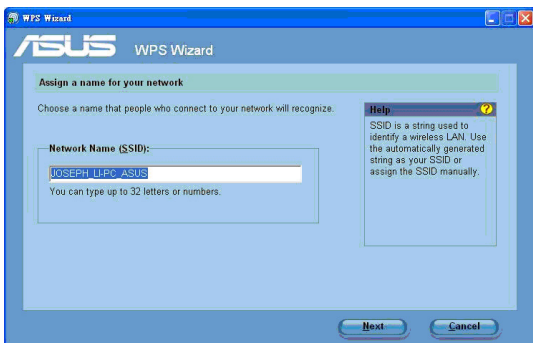 WPS Wizard
ASUS WPS Wizard
Assign a name for your network
Choose a name that people who connect to your network will recognize.
Network Name (SSID):
JOSEPH_LI-PC_ASUS
You can type up to 32 letters or numbers.
Help
SSID is a string used to
identify a wireless LAN. Use
the automatically generated
string as your SSID or
assign the SSID manually.
Next
Cancel